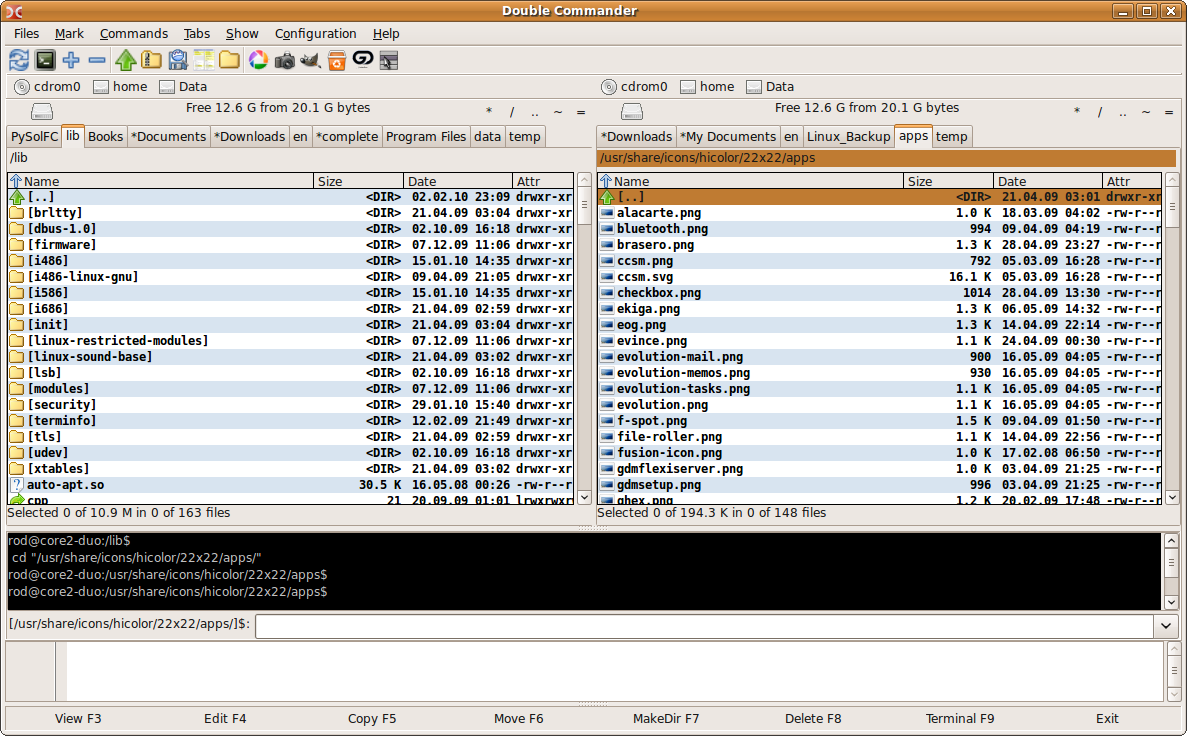 Double Commander
Files Mark Commands Tabs Show Configuration Help
cdrom0 home Data
Free 12.6 G from 20.1 G bytes * / .. ~ =
PySolFC lib Books *Documents *Downloads en *complete Program Files data temp
/lib
Name Size Date Attr
[..] <DIR> 02.02.10 23:09 drwxr-xr
[brltty] <DIR> 21.04.09 03:04 drwxr-xr
[dbus-1.0] <DIR> 02.10.09 16:18 drwxr-xr
[firmware] <DIR> 07.12.09 11:06 drwxr-xr
[i486] <DIR> 15.01.10 14:35 drwxr-xr
[i486-linux-gnu] <DIR> 09.04.09 21:05 drwxr-xr
[i586] <DIR> 15.01.10 14:35 drwxr-xr
[i686] <DIR> 21.04.09 02:59 drwxr-xr
[init] <DIR> 21.04.09 03:04 drwxr-xr
[linux-restricted-modules] <DIR> 07.12.09 11:06 drwxr-xr
[linux-sound-base] <DIR> 21.04.09 03:02 drwxr-xr
[lsb] <DIR> 02.10.09 16:18 drwxr-xr
[modules] <DIR> 07.12.09 11:06 drwxr-xr
[security] <DIR> 29.01.10 15:40 drwxr-xr
[terminfo] <DIR> 12.02.09 21:49 drwxr-xr
[tls] <DIR> 21.04.09 02:59 drwxr-xr
[udev] <DIR> 02.10.09 16:18 drwxr-xr
[xtables] <DIR> 21.04.09 03:02 drwxr-xr
auto-apt.so 30.5 K 16.05.08 00:26 -rw-r--r
cpp 21 20.09.09 01:01 lrwxrwxr
Selected 0 of 10.9 M in 0 of 163 files
cdrom0 home Data
Free 12.6 G from 20.1 G bytes * / .. ~ =
*Downloads *My Documents en Linux_Backup apps temp
/usr/share/icons/hicolor/22x22/apps
Name Size Date Attr
[..] <DIR> 21.04.09 03:01 drwxr-xr
alacarte.png 1.0 K 18.03.09 04:02 -rw-r--r
bluetooth.png 994 09.04.09 04:19 -rw-r--r
brasero.png 1.3 K 28.04.09 23:27 -rw-r--r
ccsm.png 792 05.03.09 16:28 -rw-r--r
ccsm.svg 16.1 K 05.03.09 16:28 -rw-r--r
checkbox.png 1014 28.04.09 13:30 -rw-r--r
ekiga.png 1.3 K 06.05.09 14:32 -rw-r--r
eog.png 1.3 K 14.04.09 22:14 -rw-r--r
evince.png 1.1 K 24.04.09 00:30 -rw-r--r
evolution-mail.png 900 16.05.09 04:05 -rw-r--r
evolution-memos.png 930 16.05.09 04:05 -rw-r--r
evolution-tasks.png 1.1 K 16.05.09 04:05 -rw-r--r
evolution.png 1.1 K 16.05.09 04:05 -rw-r--r
f-spot.png 1.5 K 09.04.09 01:50 -rw-r--r
file-roller.png 1.1 K 14.04.09 22:56 -rw-r--r
fusion-icon.png 1.0 K 17.02.08 06:50 -rw-r--r
gdmflexiserver.png 1.0 K 03.04.09 21:25 -rw-r--r
gdmsetup.png 996 03.04.09 21:25 -rw-r--r
ghex.png 1.2 K 20.02.09 17:48 -rw-r--r
Selected 0 of 194.3 K in 0 of 148 files
rod@core2-duo:/lib$
cd "/usr/share/icons/hicolor/22x22/apps/"
rod@core2-duo:/usr/share/icons/hicolor/22x22/apps$
rod@core2-duo:/usr/share/icons/hicolor/22x22/apps$
[/usr/share/icons/hicolor/22x22/apps/]$:
View F3 Edit F4 Copy F5 Move F6 MakeDir F7 Delete F8 Terminal F9 Exit